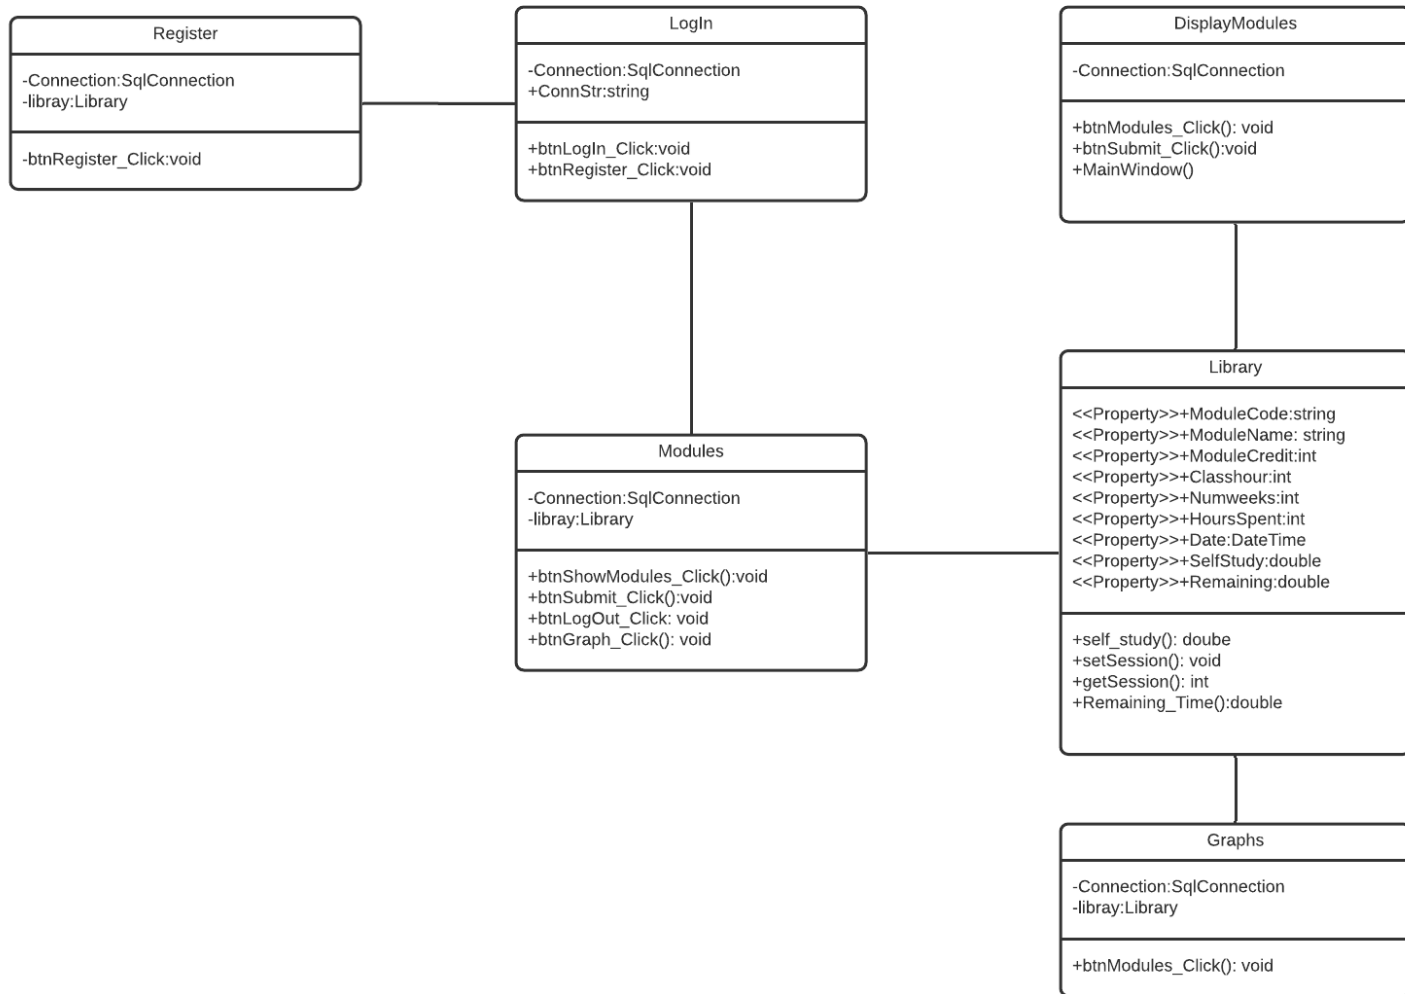 Register
-Connection:SqlConnection
-libray:Library
-btnRegister_Click:void
LogIn
-Connection:SqlConnection
+ConnStr:string
+btnLogIn_Click:void
+btnRegister_Click:void
DisplayModules
-Connection:SqlConnection
+btnModules_Click(): void
+btnSubmit_Click():void
+MainWindow()
Modules
-Connection:SqlConnection
-libray:Library
+btnShowModules_Click():void
+btnSubmit_Click():void
+btnLogOut_Click: void
+btnGraph_Click(): void
Library
<<Property>>+ModuleCode:string
<<Property>>+ModuleName: string
<<Property>>+ModuleCredit:int
<<Property>>+Classhour:int
<<Property>>+Numweeks:int
<<Property>>+HoursSpent:int
<<Property>>+Date:DateTime
<<Property>>+SelfStudy:double
<<Property>>+Remaining:double
+self_study(): doube
+setSession(): void
+getSession(): int
+Remaining_Time():double
Graphs
-Connection:SqlConnection
-libray:Library
+btnModules_Click(): void